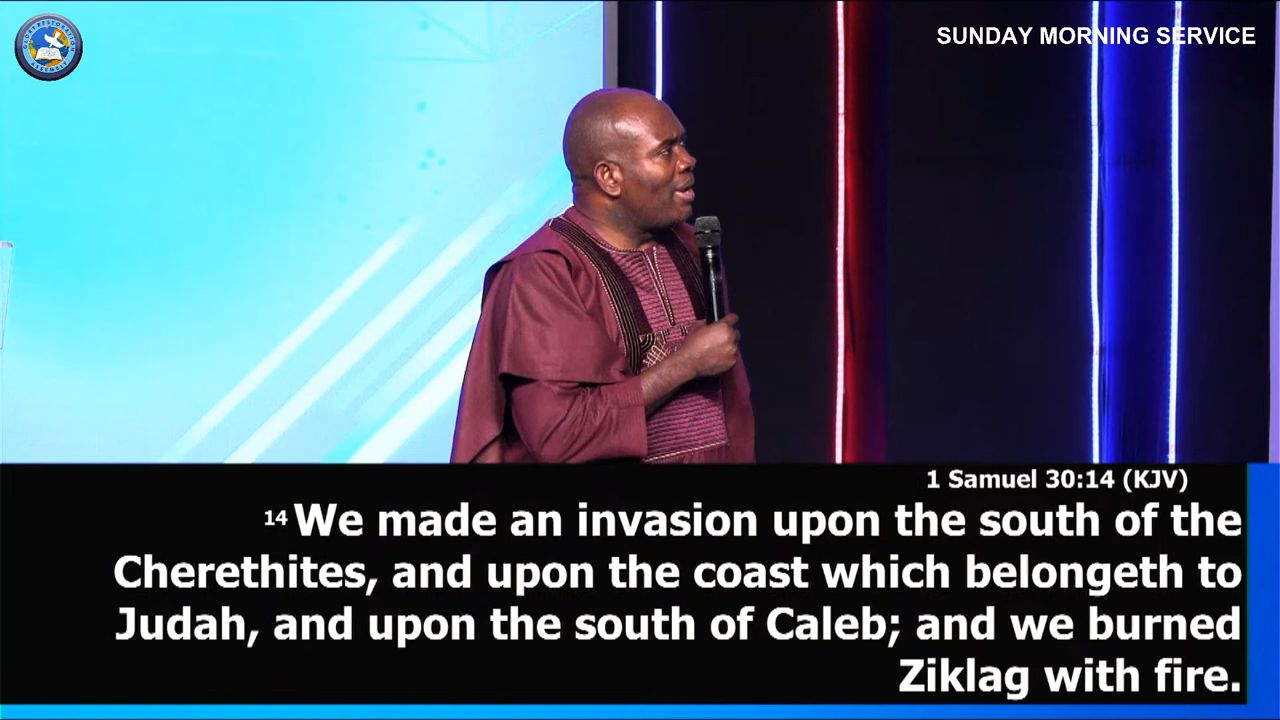 SUNDAY MORNING SERVICE
1 Samuel 30:14 (KJV)
14 We made an invasion upon the south of the
Cherethites, and upon the coast which belongeth to
Judah, and upon the south of Caleb; and we burned
Ziklag with fire.